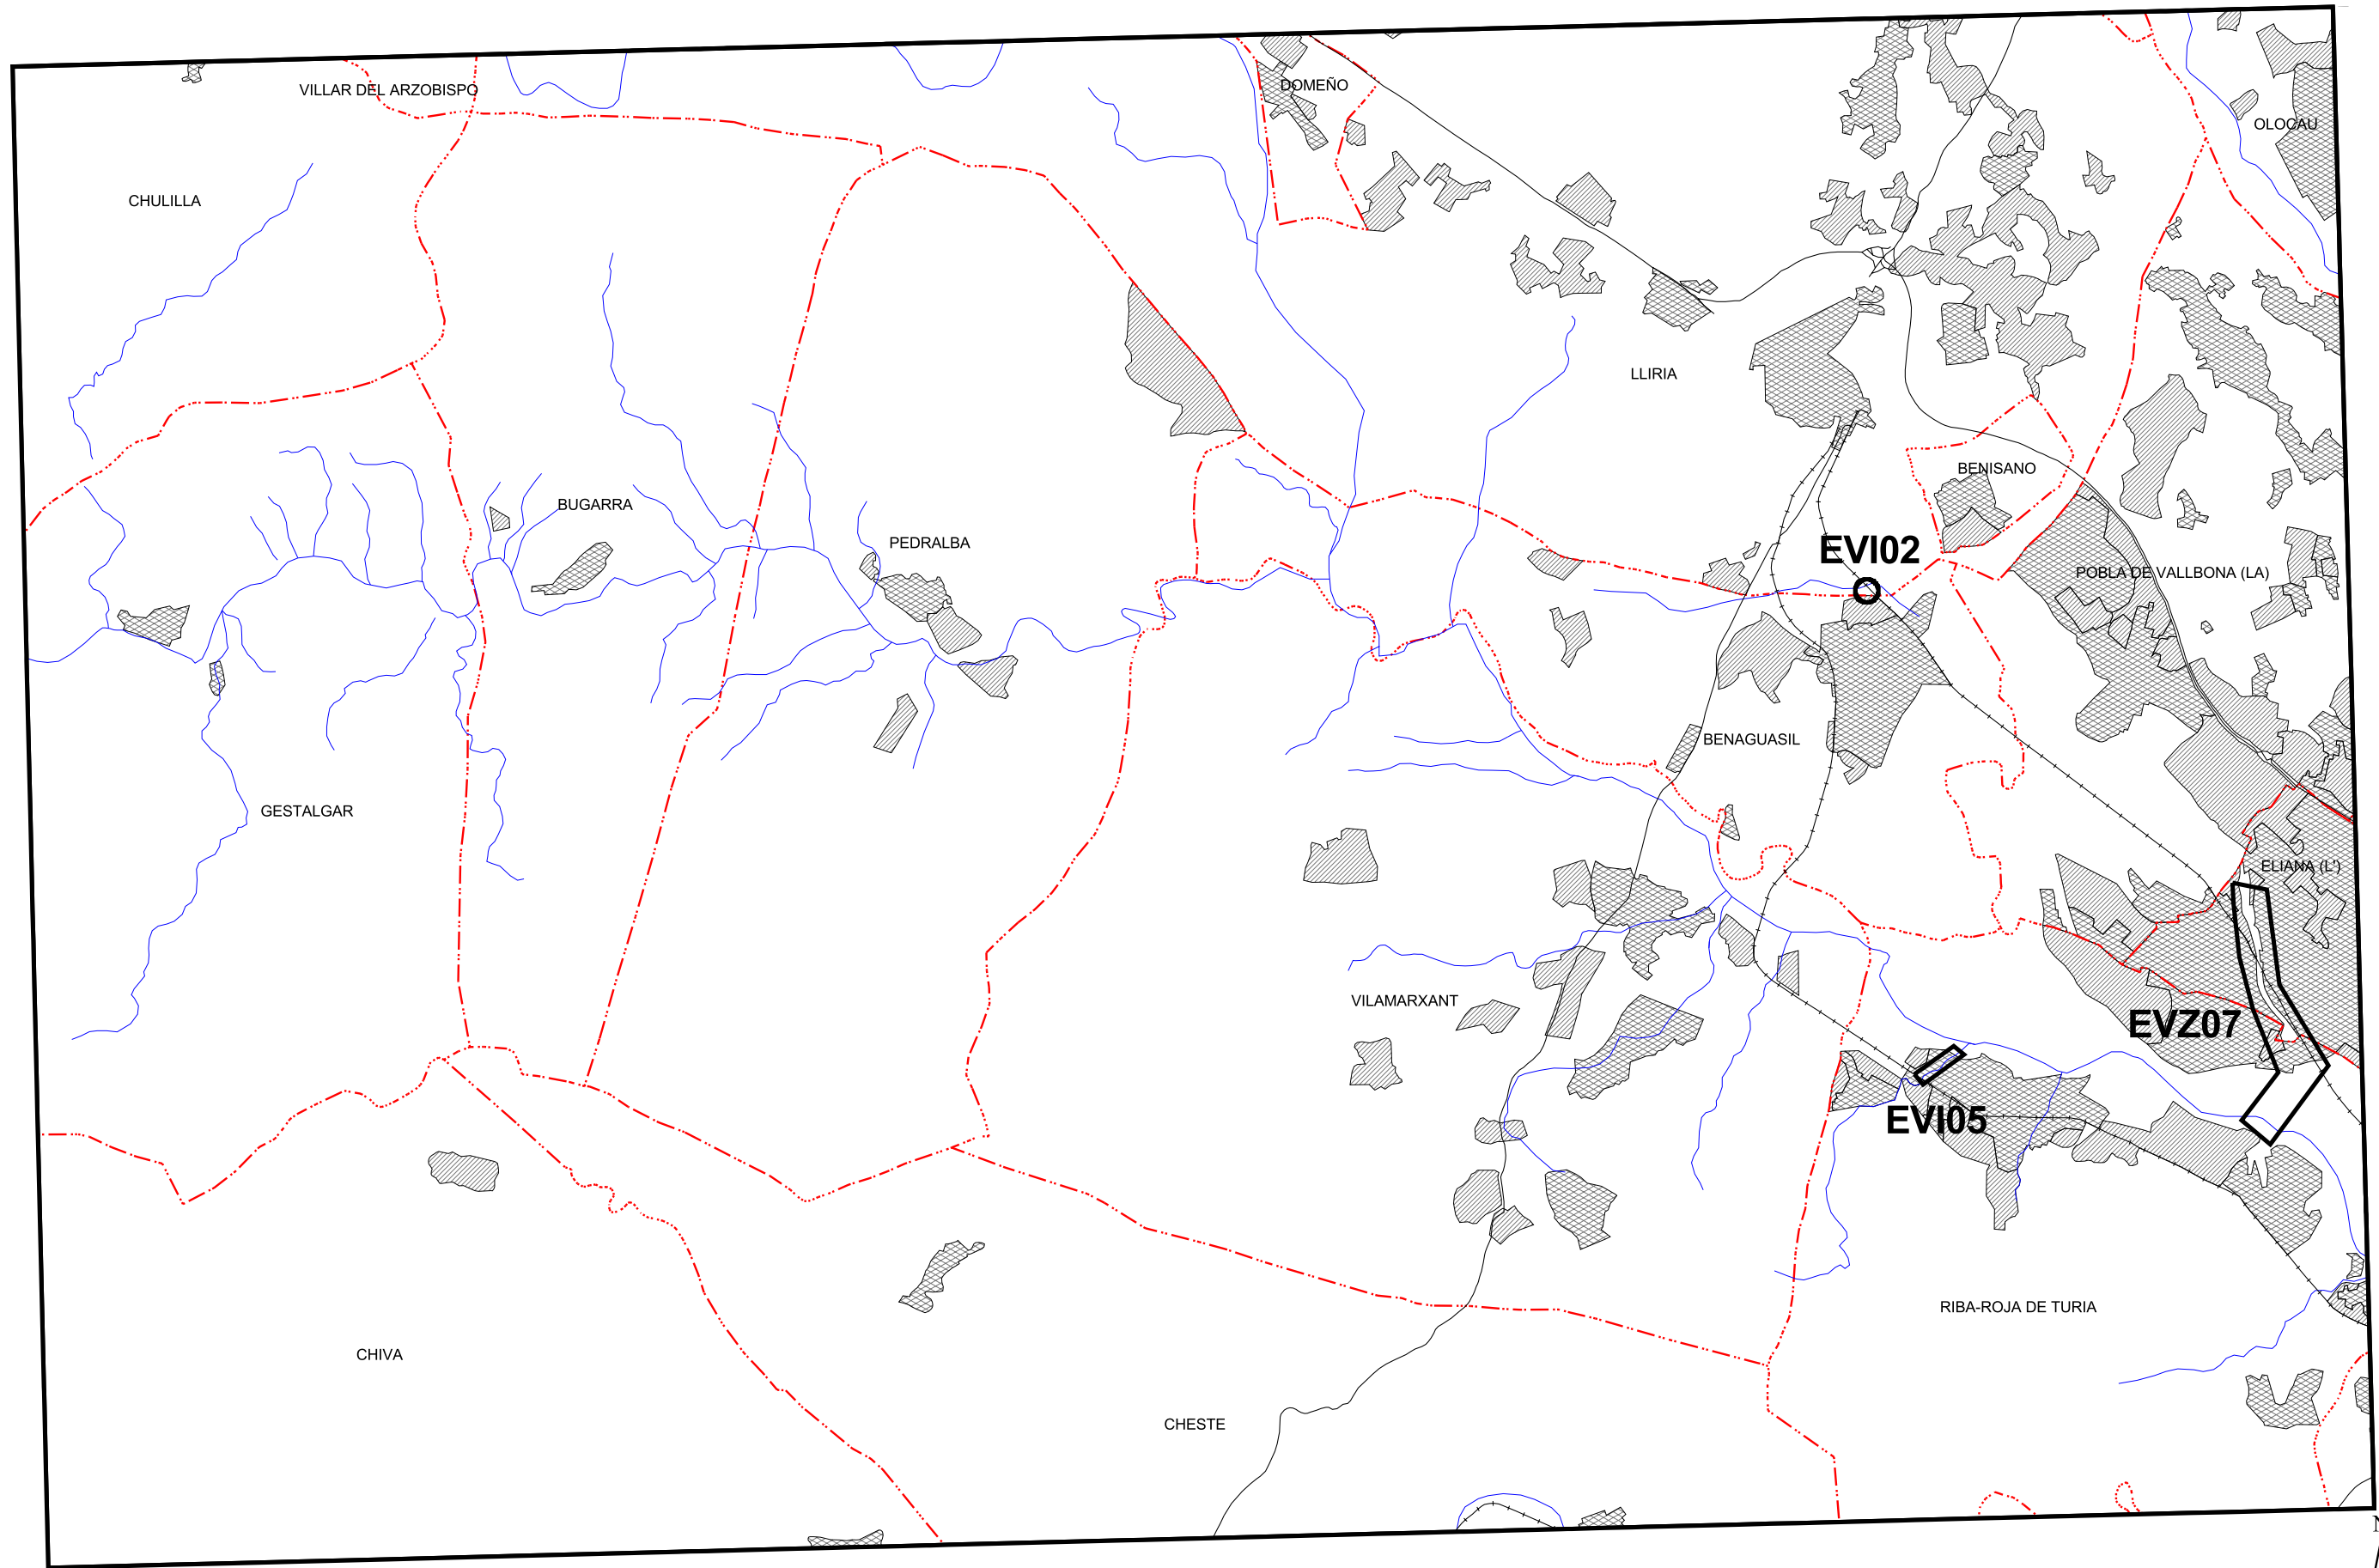 DOMEÑO
VILLAR DEL ARZOBISPO
OLOCAU
CHULILLA
LLIRIA
BENISANO
BUGARRA
PEDRALBA
EVI02
POBLA DE VALLBONA (LA)
BENAGUASIL
GESTALGAR
ELIANA (L')
VILAMARXANT
EVZ07
EVI05
RIBA-ROJA DE TURIA
CHIVA
CHESTE